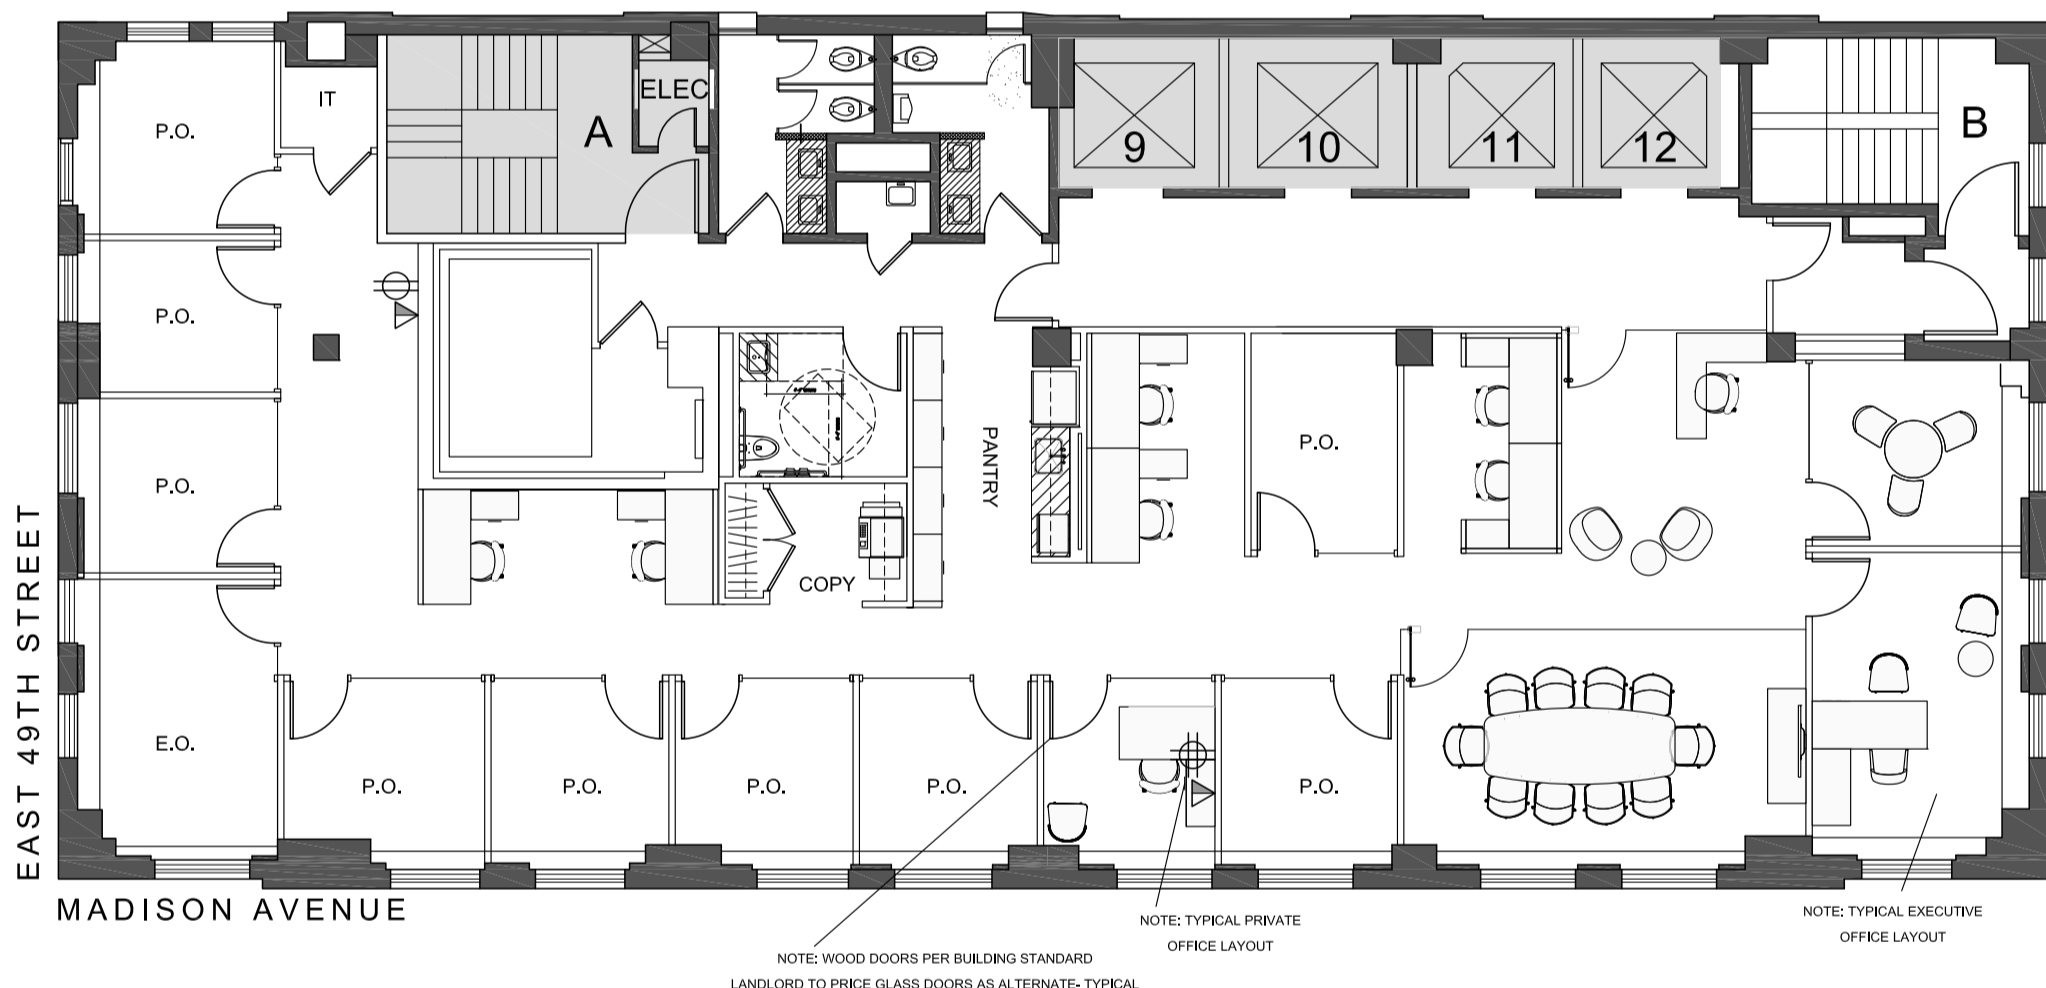 IT
ELEC
A
P.O.
9
10
11
12
B
P.O.
P.O.
P.O.
PANTRY
COPY
E.O.
P.O.
P.O.
P.O.
P.O.
P.O.
EAST 49TH STREET
MADISON AVENUE
NOTE: WOOD DOORS PER BUILDING STANDARD
LANDLORD TO PRICE GLASS DOORS AS ALTERNATE- TYPICAL
NOTE: TYPICAL PRIVATE
OFFICE LAYOUT
NOTE: TYPICAL EXECUTIVE
OFFICE LAYOUT